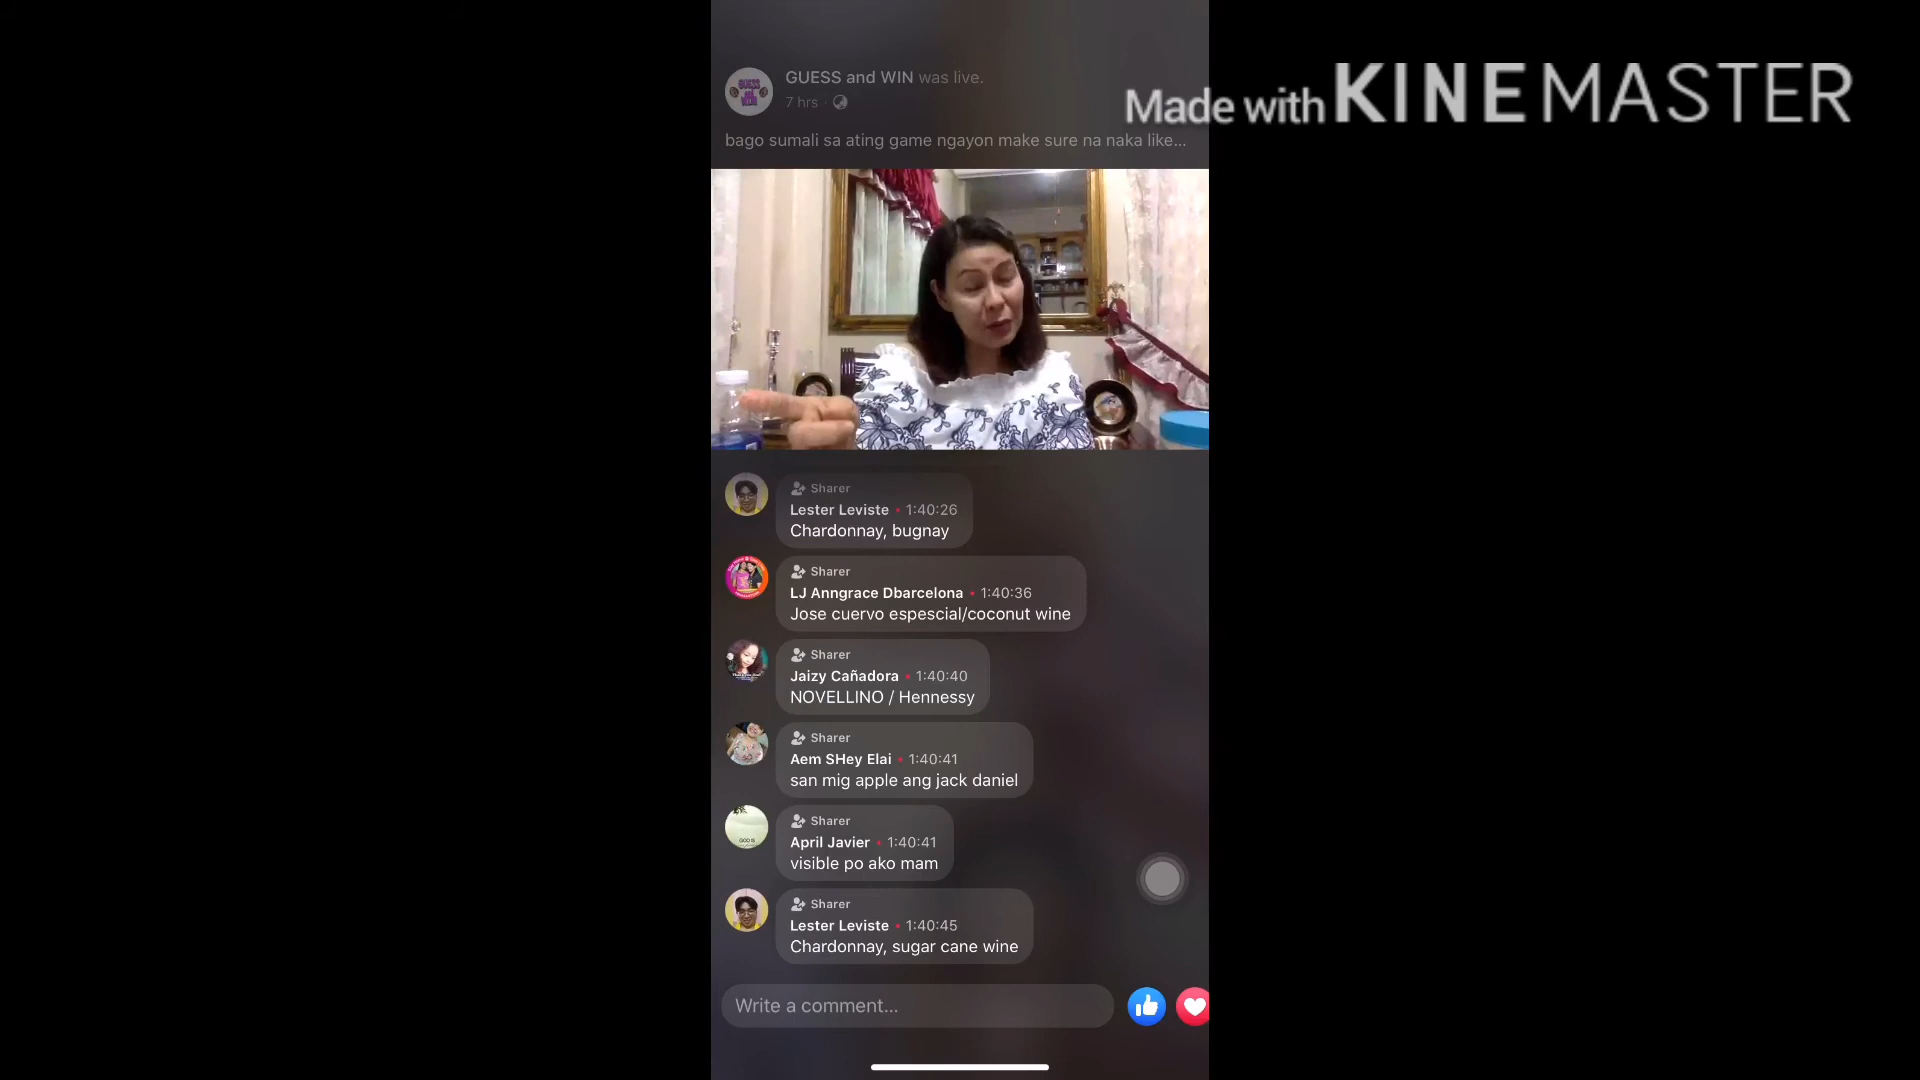 GUESS and WIN was live.
7 hrs ·
bago sumali sa ating game ngayon make sure na naka like...
Made with KINEMASTER
GUESS
WIN
Sharer
Lester Leviste • 1:40:26
Chardonnay, bugnay
Sharer
LJ Anngrace Dbarcelona • 1:40:36
Jose cuervo espescial/coconut wine
Sharer
Jaizy Cañadora • 1:40:40
NOVELLINO / Hennessy
Sharer
Aem SHey Elai • 1:40:41
san mig apple ang jack daniel
Sharer
April Javier • 1:40:41
visible po ako mam
Sharer
Lester Leviste • 1:40:45
Chardonnay, sugar cane wine
Write a comment...